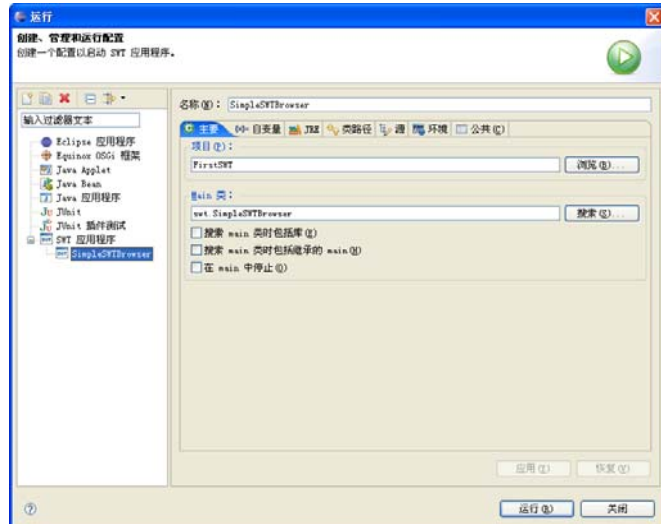 运行
创建、管理和运行配置
创建一个配置以启动 SWT 应用程序。
输入过滤器文本
Eclipse 应用程序
Equinox OSGi 框架
Java Applet
Java Bean
Java 应用程序
JUnit
JUnit 插件测试
SWT 应用程序
SimpleSWTBrowser
名称(N)： SimpleSWTBrowser
主要 自变量 JRE 类路径 源 环境 公共(C)
项目(P)：
FirstSWT 浏览(B)...
Main 类：
swt.SimpleSWTBrowser 搜索(S)...
搜索 main 类时包括库(E)
搜索 main 类时包括继承的 main(H)
在 main 中停止(O)
应用(Y) 恢复(V)
运行(R) 关闭